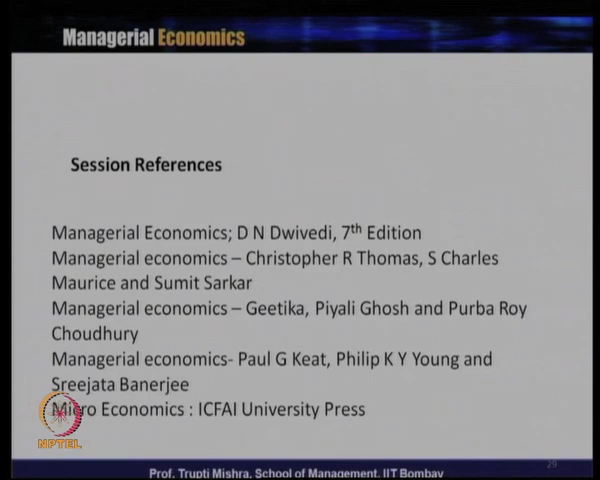 Managerial Economics
Session References
Managerial Economics; D N Dwivedi, 7th Edition
Managerial economics – Christopher R Thomas, S Charles
Maurice and Sumit Sarkar
Managerial economics – Geetika, Piyali Ghosh and Purba Roy
Choudhury
Managerial economics- Paul G Keat, Philip K Y Young and
Sreejata Banerjee
Micro Economics : ICFAI University Press
NPTEL
29
Prof. Trupti Mishra, School of Management, IIT Bombay